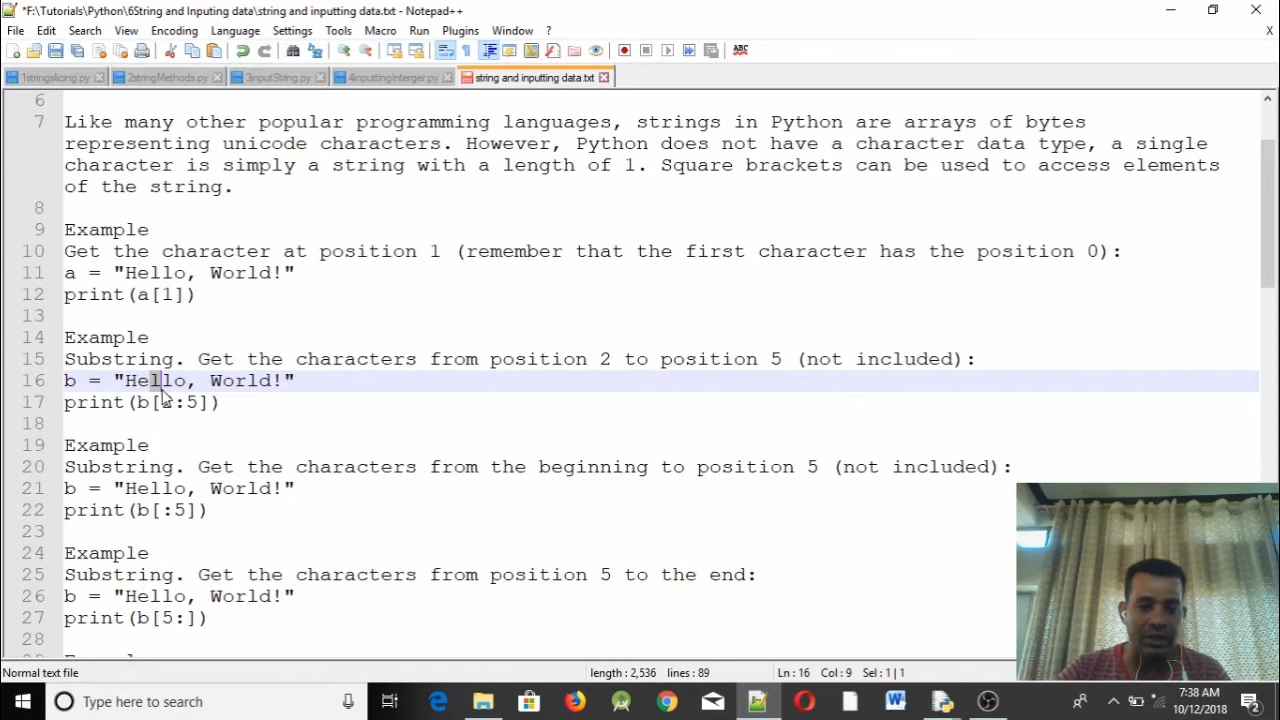 *F:\Tutorials\Python\6String and Inputing data\string and inputting data.txt - Notepad++
File Edit Search View Encoding Language Settings Tools Macro Run Plugins Window ? X
1stringslicing.py 2stringMethods.py 3inputString.py 4inputtingInterger.py string and inputting data.txt
6
7 Like many other popular programming languages, strings in Python are arrays of bytes
representing unicode characters. However, Python does not have a character data type, a single
character is simply a string with a length of 1. Square brackets can be used to access elements
of the string.
8
9 Example
10 Get the character at position 1 (remember that the first character has the position 0):
11 a = "Hello, World!"
12 print(a[1])
13
14 Example
15 Substring. Get the characters from position 2 to position 5 (not included):
16 b = "Hello, World!"
17 print(b[2:5])
18
19 Example
20 Substring. Get the characters from the beginning to position 5 (not included):
21 b = "Hello, World!"
22 print(b[:5])
23
24 Example
25 Substring. Get the characters from position 5 to the end:
26 b = "Hello, World!"
27 print(b[5:])
28
Normal text file length : 2,536 lines : 89 Ln : 16 Col : 9 Sel : 1 | 1
Type here to search
7:38 AM
10/12/2018
2